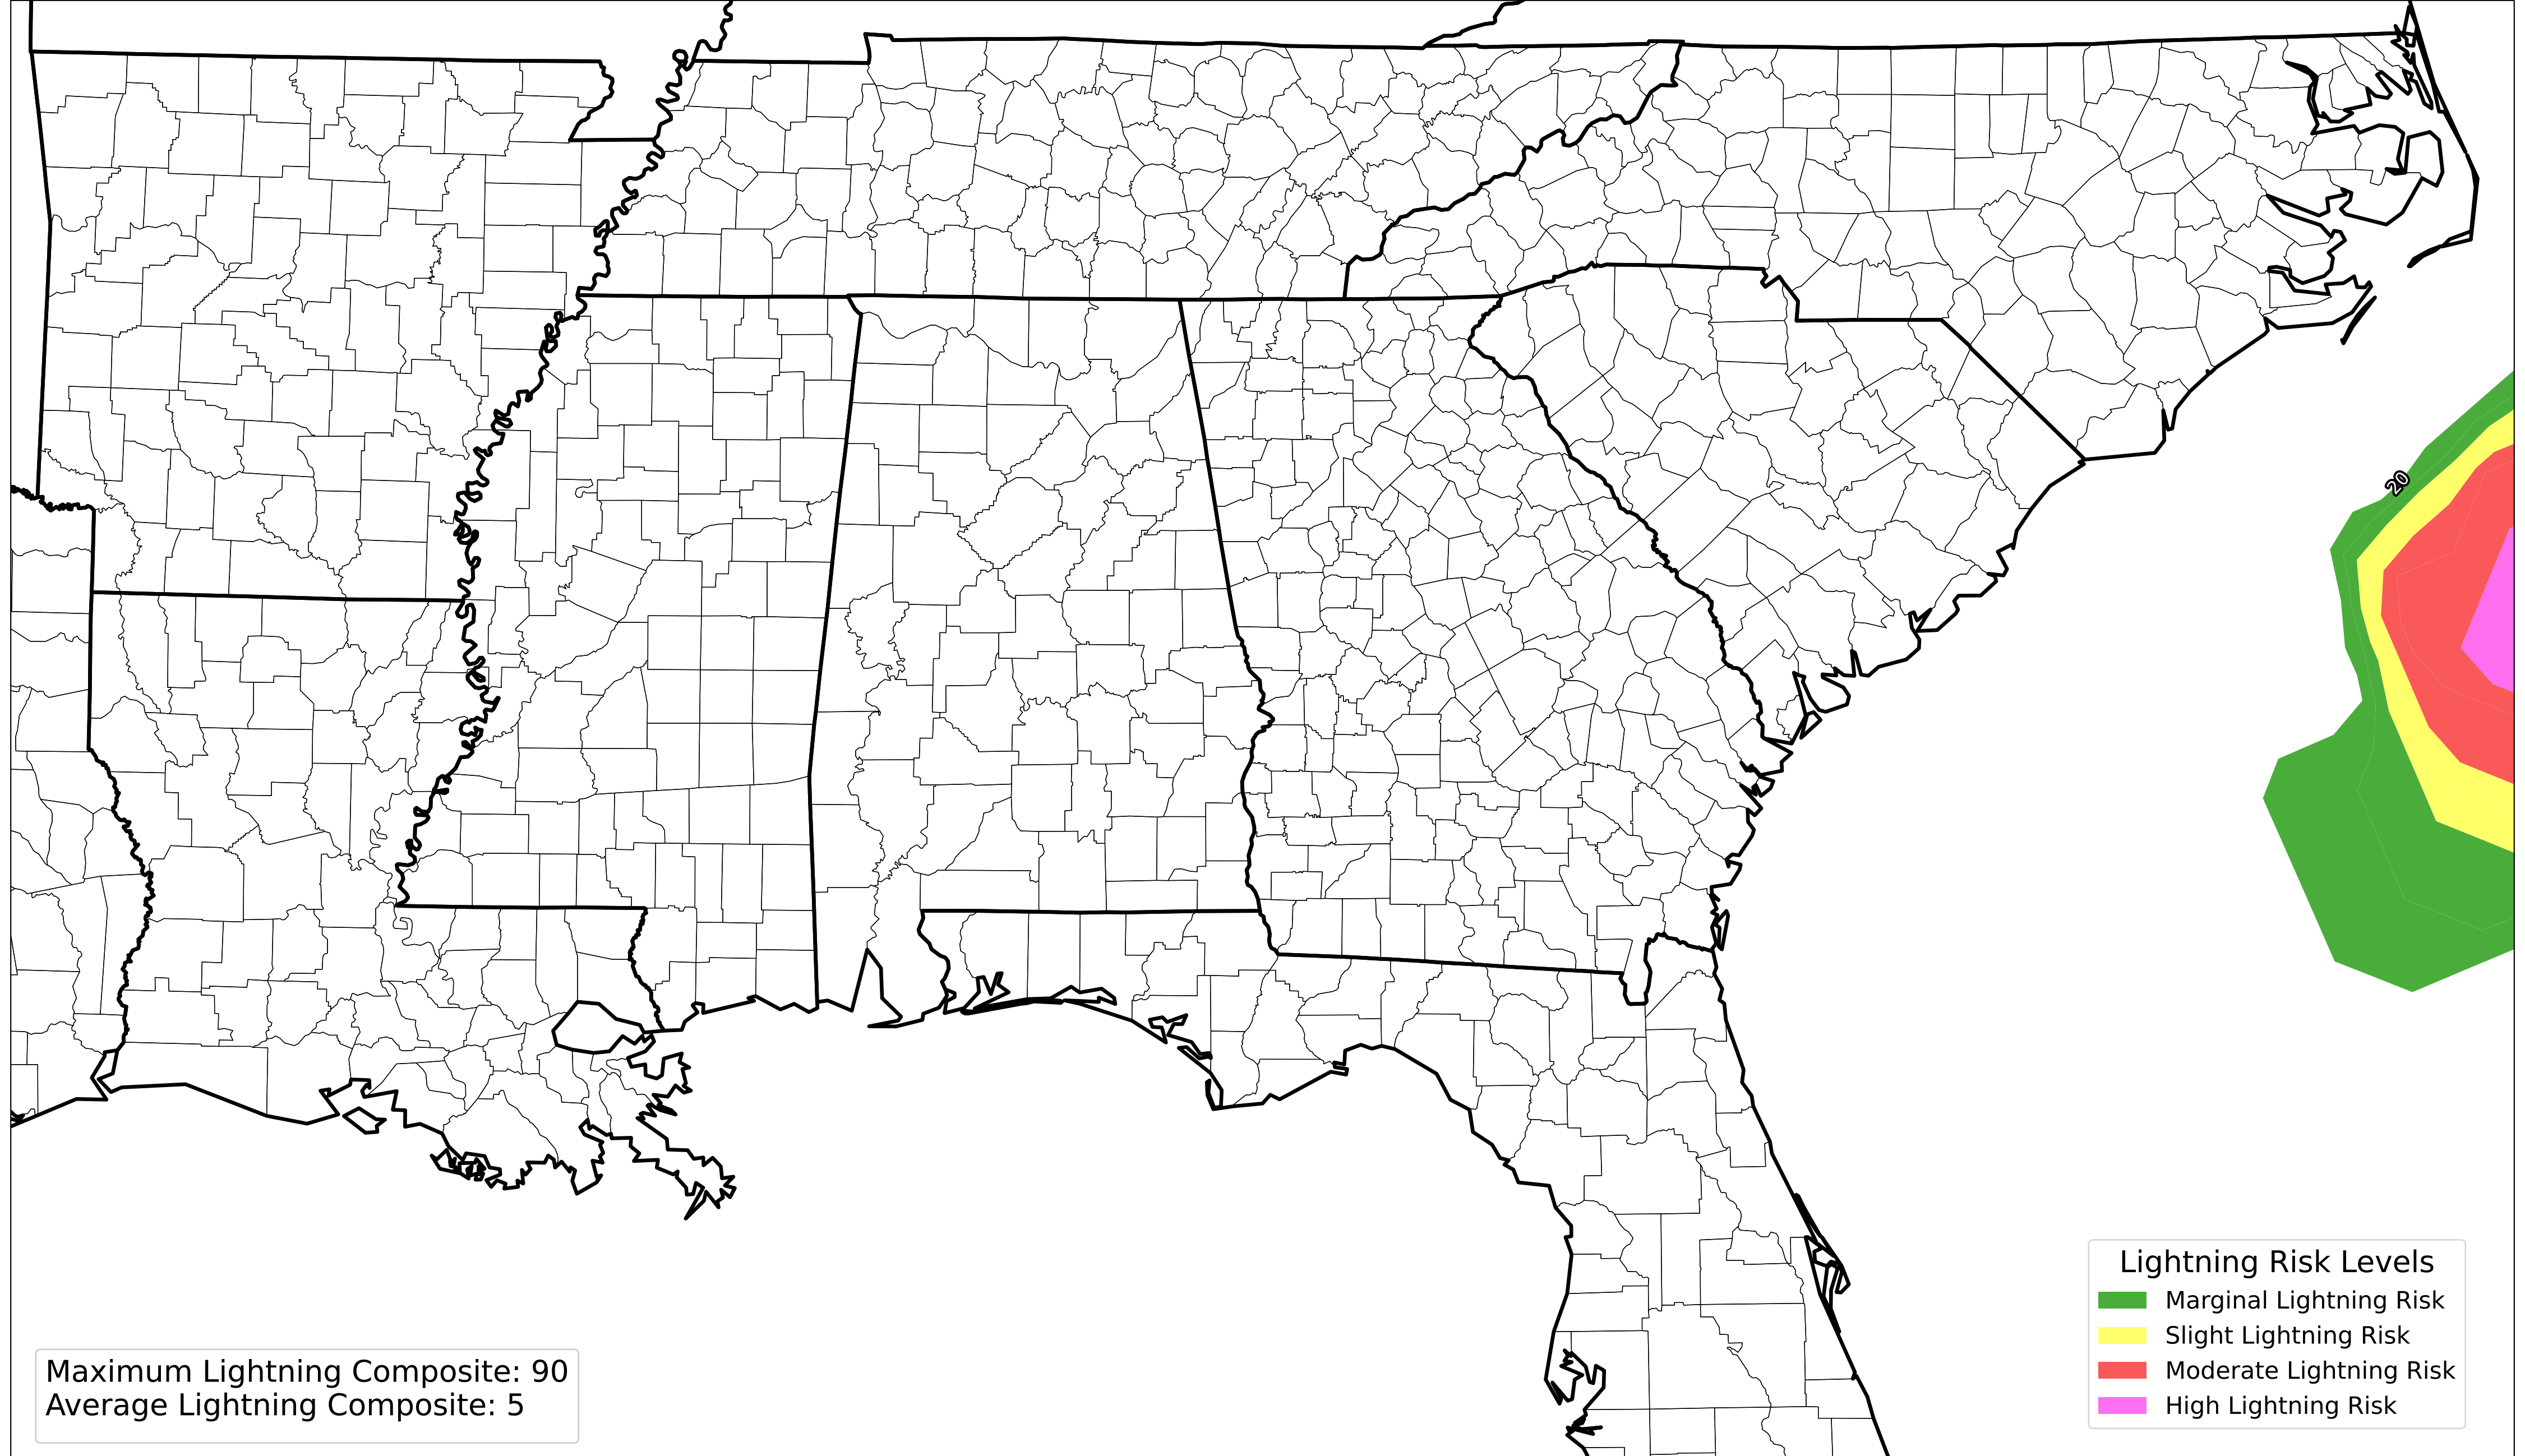 20
Lightning Risk Levels
Marginal Lightning Risk
Slight Lightning Risk
Moderate Lightning Risk
High Lightning Risk
Maximum Lightning Composite: 90
Average Lightning Composite: 5